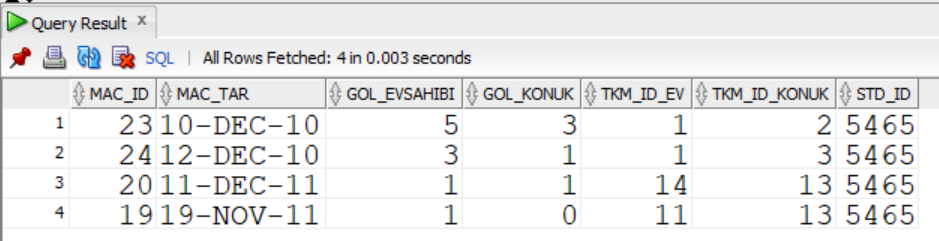 Query Result x
SQL | All Rows Fetched: 4 in 0.003 seconds
MAC_ID MAC_TAR GOL_EVSAHIBI GOL_KONUK TKM_ID_EV TKM_ID_KONUK STD_ID
1 23 10-DEC-10 5 3 1 2 5465
2 24 12-DEC-10 3 1 1 3 5465
3 20 11-DEC-11 1 1 14 13 5465
4 19 19-NOV-11 1 0 11 13 5465